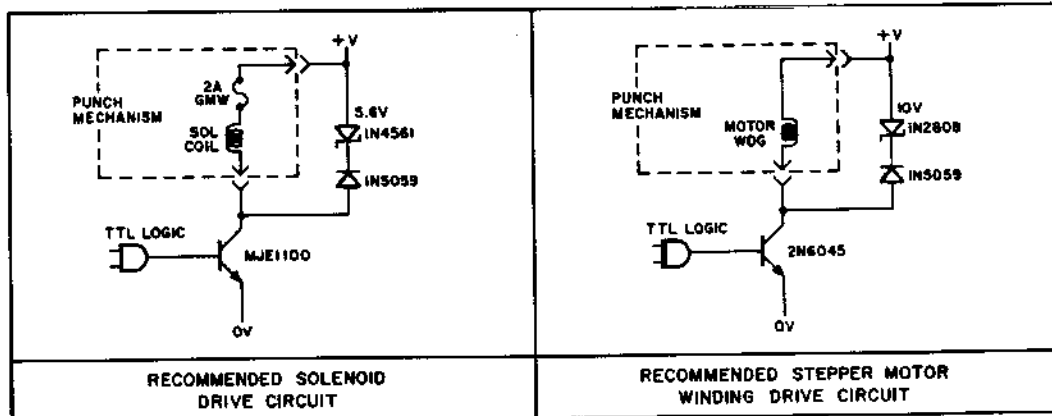 +V
2A
GMW
PUNCH
MECHANISM
SOL
COIL
5.6V
IN4561
IN5059
TTL LOGIC
MJE1100
0V
RECOMMENDED SOLENOID
DRIVE CIRCUIT
+V
PUNCH
MECHANISM
MOTOR
WDG
10V
IN2808
IN5059
TTL LOGIC
2N6045
0V
RECOMMENDED STEPPER MOTOR
WINDING DRIVE CIRCUIT